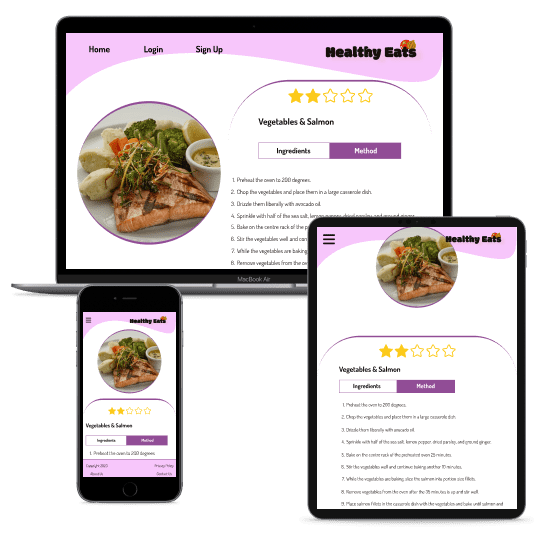 Home Login Sign Up Healthy Eats
Vegetables & Salmon
Ingredients Method
1. Preheat the oven to 200 degrees.
2. Chop the vegetables and place them in a large casserole dish.
3. Drizzle them liberally with avocado oil.
4. Sprinkle with half of the sea salt, lemon pepper, dried parsley, and ground ginger
5. Bake on the centre rack of the p
6. Stir the vegetables well and con
7. While the vegetables are baking
8. Remove vegetables from the ove
MacBook Air
Healthy Eats
Vegetables & Salmon
Ingredients Method
1. Preheat the oven to 200 degrees.
Copyright 2023 Privacy Policy
About Us Contact Us
Healthy Eats
Vegetables & Salmon
Ingredients Method
1. Preheat the oven to 200 degrees.
2. Chop the vegetables and place them in a large casserole dish.
3. Drizzle them liberally with avocado oil.
4. Sprinkle with half of the sea salt, lemon pepper, dried parsley, and ground ginger.
5. Bake on the centre rack of the preheated oven 25 minutes.
6. Stir the vegetables well and continue baking another 10 minutes.
7. While the vegetables are baking, slice the salmon into portion size fillets.
8. Remove vegetables from the oven after the 35 minutes is up and stir well.
9. Place salmon fillets in the casserole dish with the vegetables and bake until salmon and